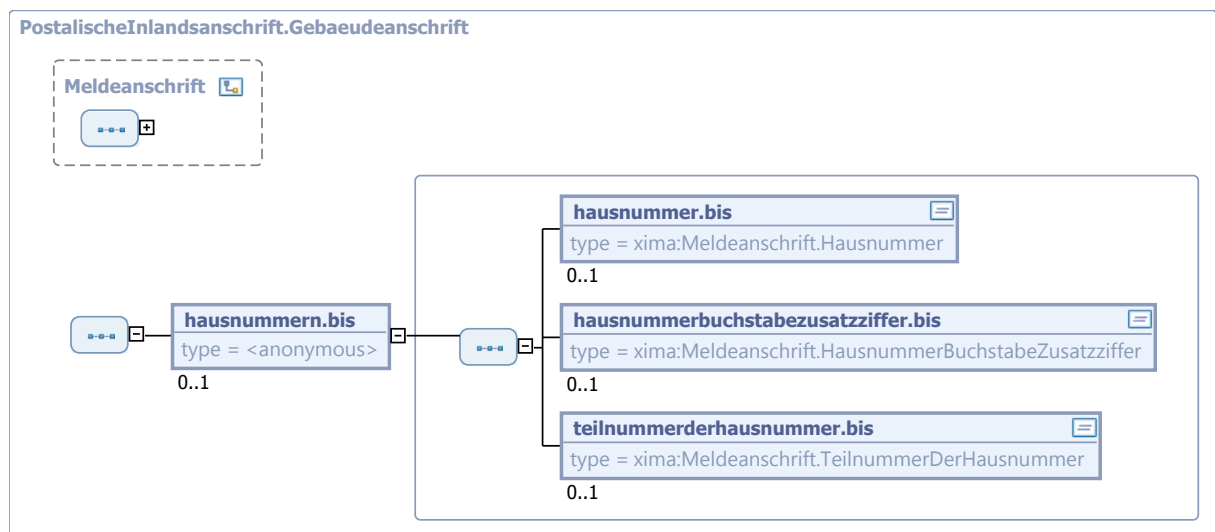 PostalischeInlandsanschrift.Gebaeudeanschrift
Meldeanschrift
hausnummer.bis
type = xima:Meldeanschrift.Hausnummer
0..1
hausnummern.bis
type = <anonymous>
0..1
hausnummerbuchstabezusatzziffer.bis
type = xima:Meldeanschrift.HausnummerBuchstabeZusatzziffer
0..1
teilnummerderhausnummer.bis
type = xima:Meldeanschrift.TeilnummerDerHausnummer
0..1